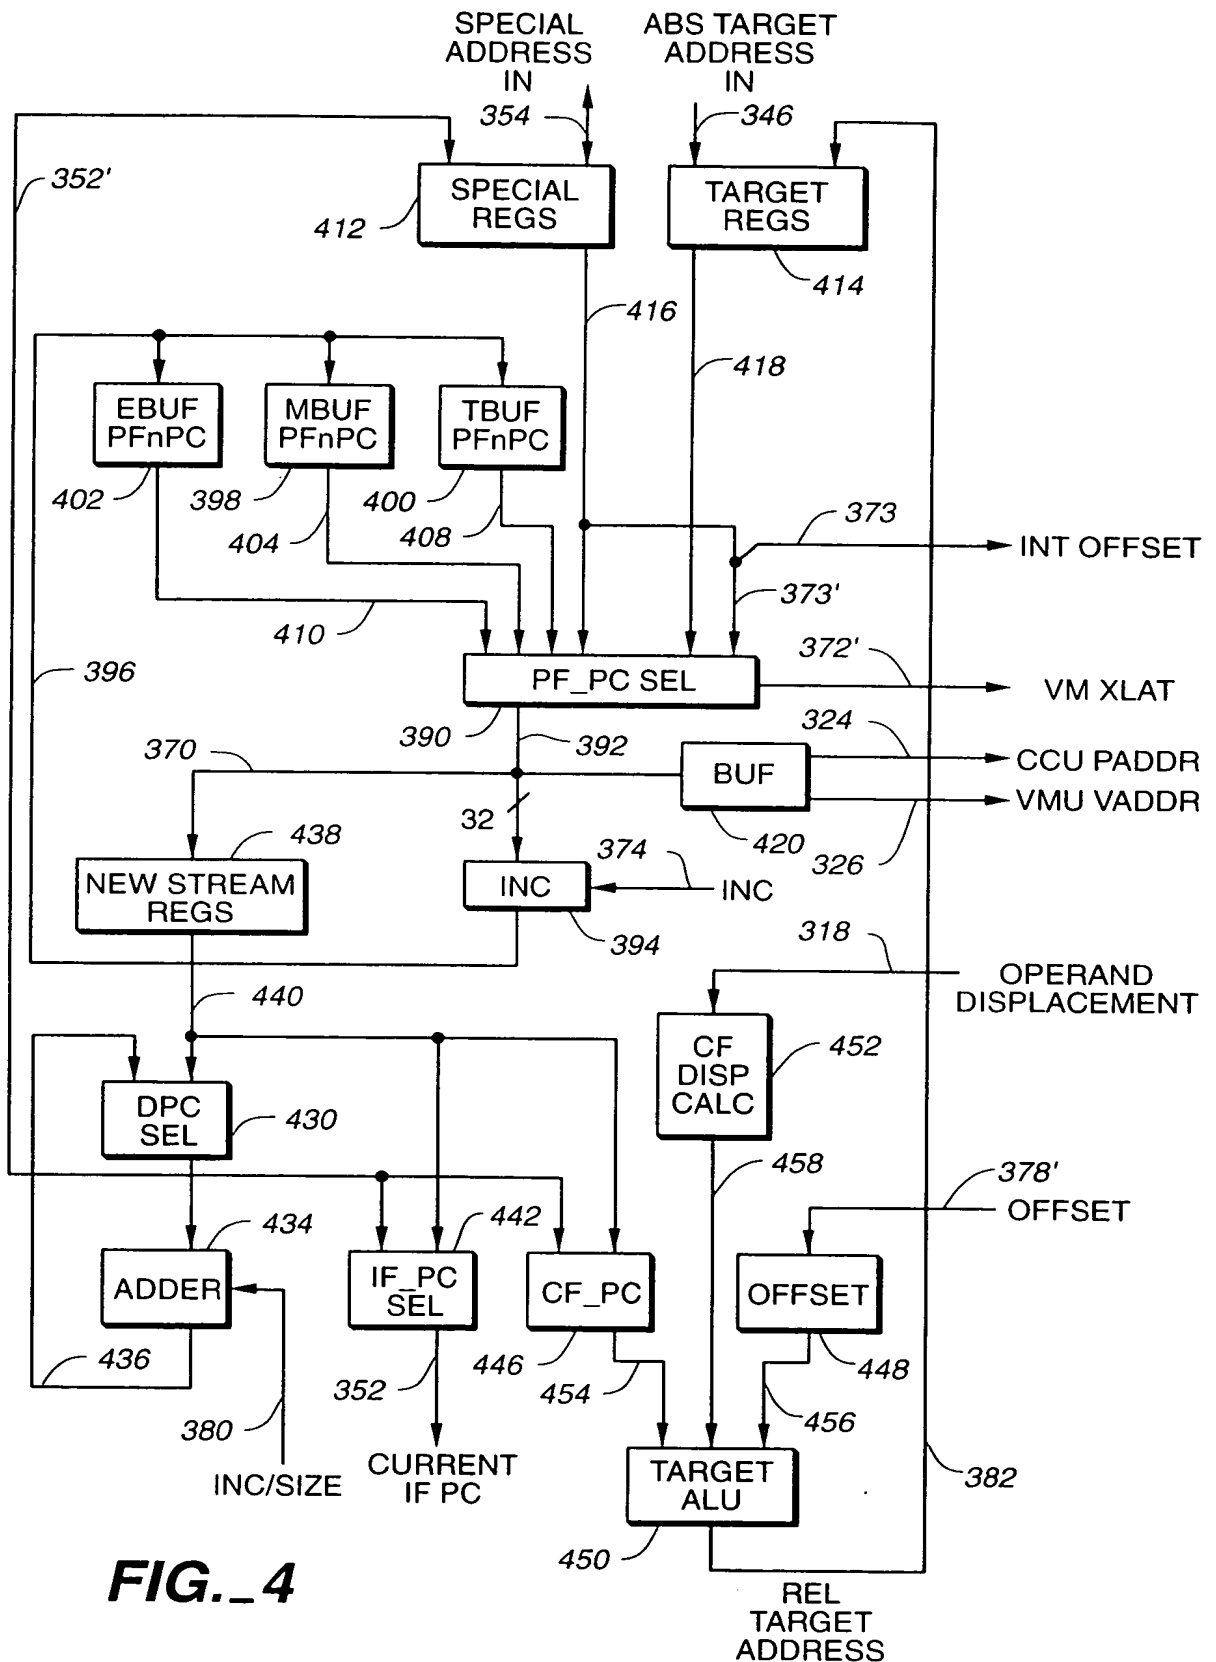 SPECIAL
ADDRESS
IN
ABS TARGET
ADDRESS
IN
354
346
352'
SPECIAL
REGS
TARGET
REGS
412
414
416
418
EBUF
PFnPC
MBUF
PFnPC
TBUF
PFnPC
402
398
400
404
408
373
INT OFFSET
373'
410
372'
396
PF_PC SEL
VM XLAT
390
392
324
370
BUF
CCU PADDR
VMU VADDR
32
438
420
326
374
NEW STREAM
REGS
INC
INC
394
318
440
OPERAND
DISPLACEMENT
CF
DISP
CALC
452
DPC
SEL
430
458
378'
OFFSET
434
442
ADDER
IF_PC
SEL
CF_PC
OFFSET
436
352
446
454
448
456
380
INC/SIZE
CURRENT
IF PC
TARGET
ALU
382
450
FIG._4
REL
TARGET
ADDRESS